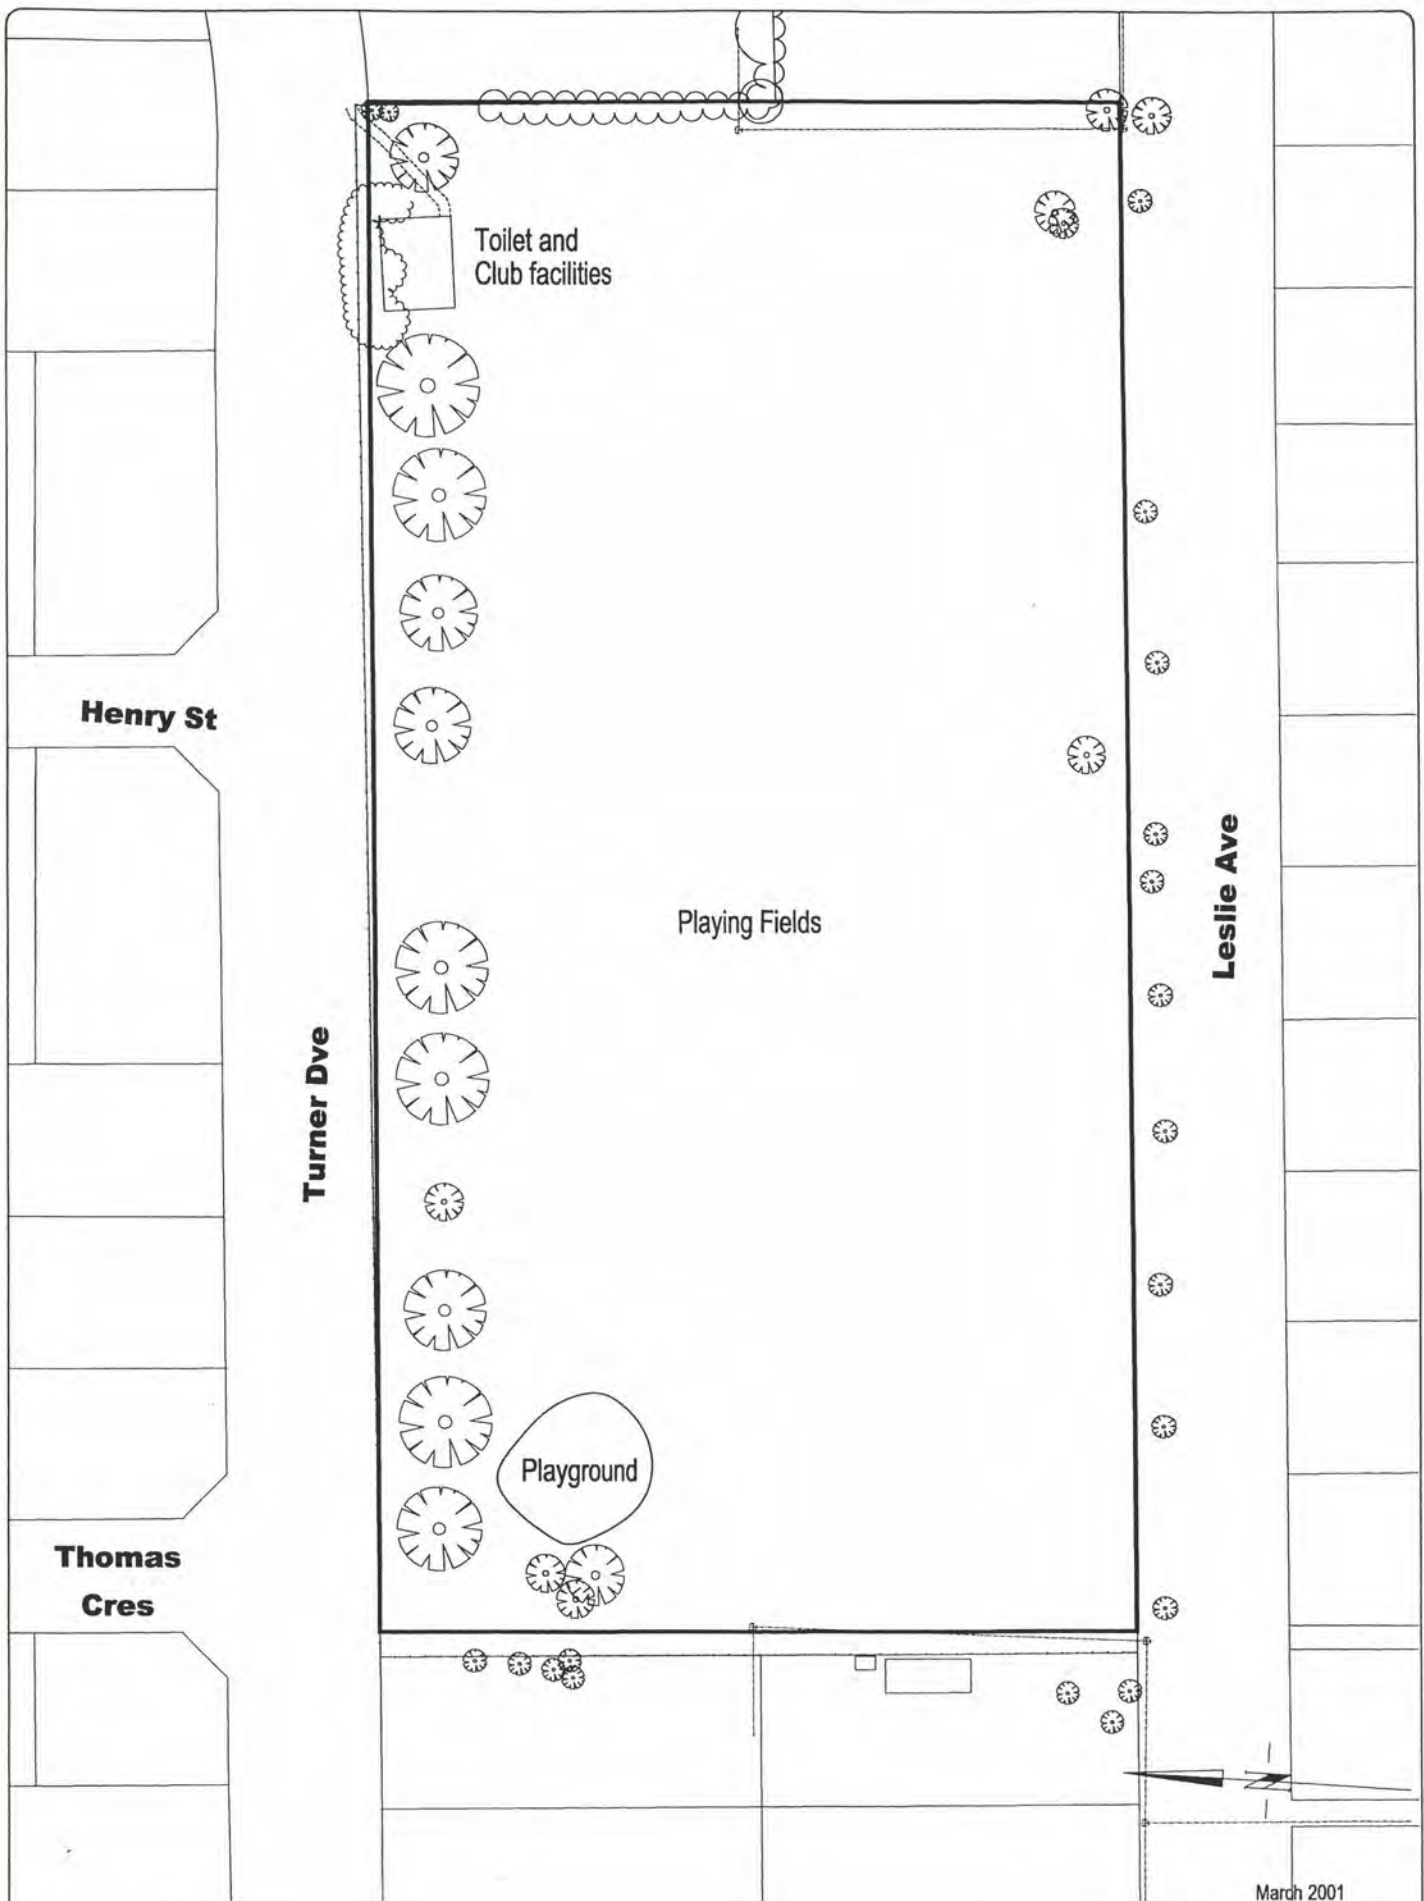 Toilet and
Club facilities
Henry St
Leslie Ave
Playing Fields
Turner Dve
Playground
Thomas
Cres
N
March 2001